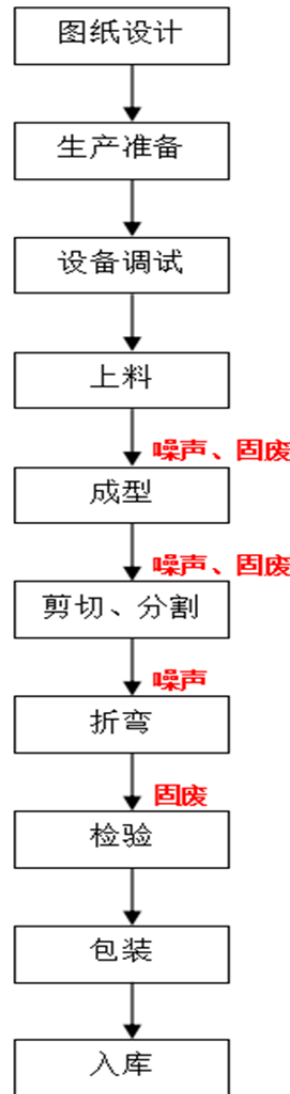 图纸设计
生产准备
设备调试
上料
噪声、固废
成型
噪声、固废
剪切、分割
噪声
折弯
固废
检验
包装
入库